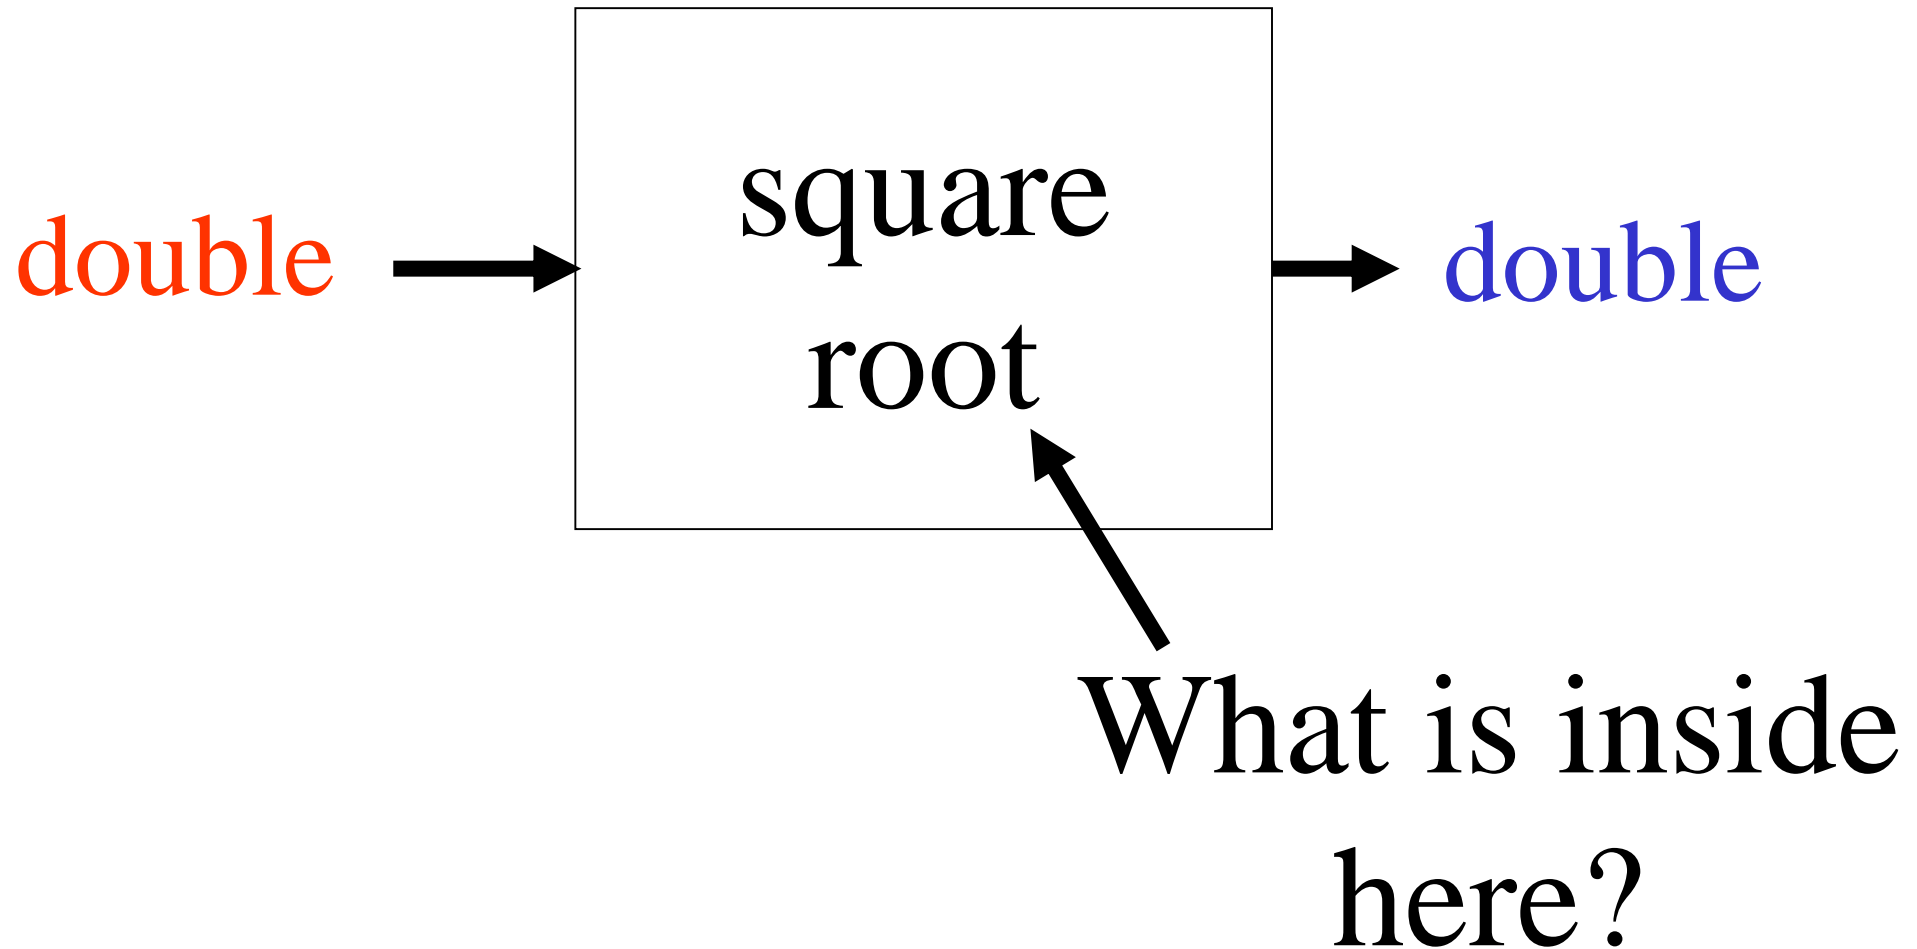 double
square
root
double
What is inside
here?